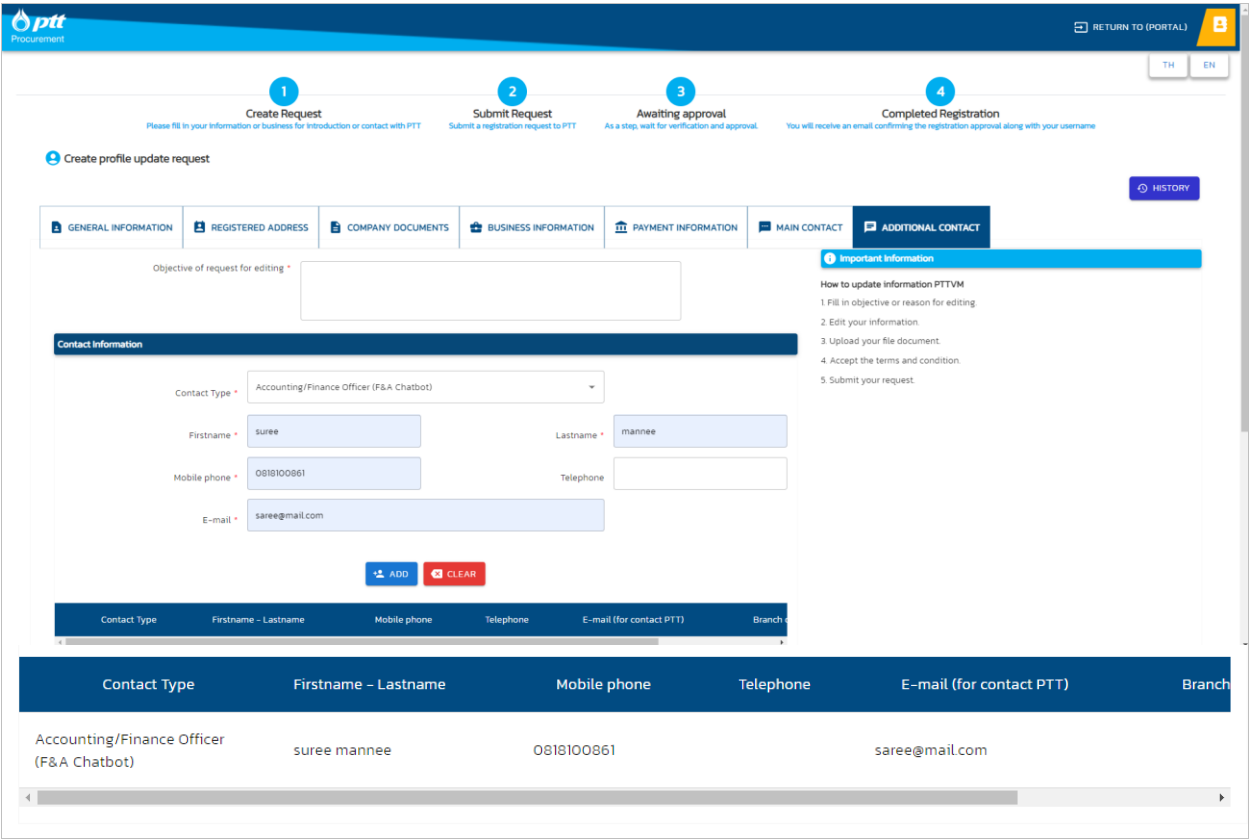 ptt
Procurement
RETURN TO (PORTAL)
TH EN
1 2 3 4
Create Request Submit Request Awaiting approval Completed Registration
Please fill in your information or business for introduction or contact with PTT Submit a registration request to PTT As a step, wait for verification and approval. You will receive an email confirming the registration approval along with your username
Create profile update request
HISTORY
GENERAL INFORMATION REGISTERED ADDRESS COMPANY DOCUMENTS BUSINESS INFORMATION PAYMENT INFORMATION MAIN CONTACT ADDITIONAL CONTACT
Important Information
Objective of request for editing *
How to update information PTTVM
1. Fill in objective or reason for editing.
2. Edit your information.
3. Upload your file document.
4. Accept the terms and condition.
5. Submit your request.
Contact Information
Contact Type * Accounting/Finance Officer (F&A Chatbot)
Firstname * suree Lastname * mannee
Mobile phone * 0818100861 Telephone
E-mail * saree@mail.com
ADD CLEAR
Contact Type Firstname - Lastname Mobile phone Telephone E-mail (for contact PTT) Branch
Contact Type Firstname - Lastname Mobile phone Telephone E-mail (for contact PTT) Branch
Accounting/Finance Officer
(F&A Chatbot) suree mannee 0818100861 saree@mail.com